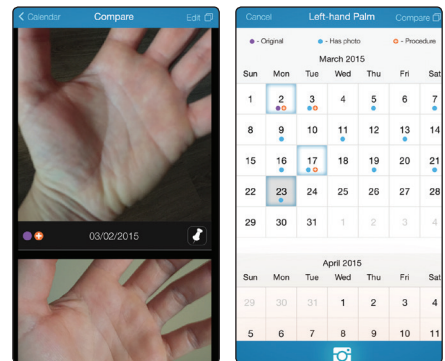 Calendar Compare Edit
03/02/2015
Cancel Left-hand Palm Compare
- Original - Has photo - Procedure
March 2015
Sun Mon Tue Wed Thu Fri Sat
1 2 3 4 5 6 7
8 9 10 11 12 13 14
15 16 17 18 19 20 21
22 23 24 25 26 27 28
29 30 31 1 2 3 4
April 2015
Sun Mon Tue Wed Thu Fri Sat
29 30 31 1 2 3 4
5 6 7 8 9 10 11